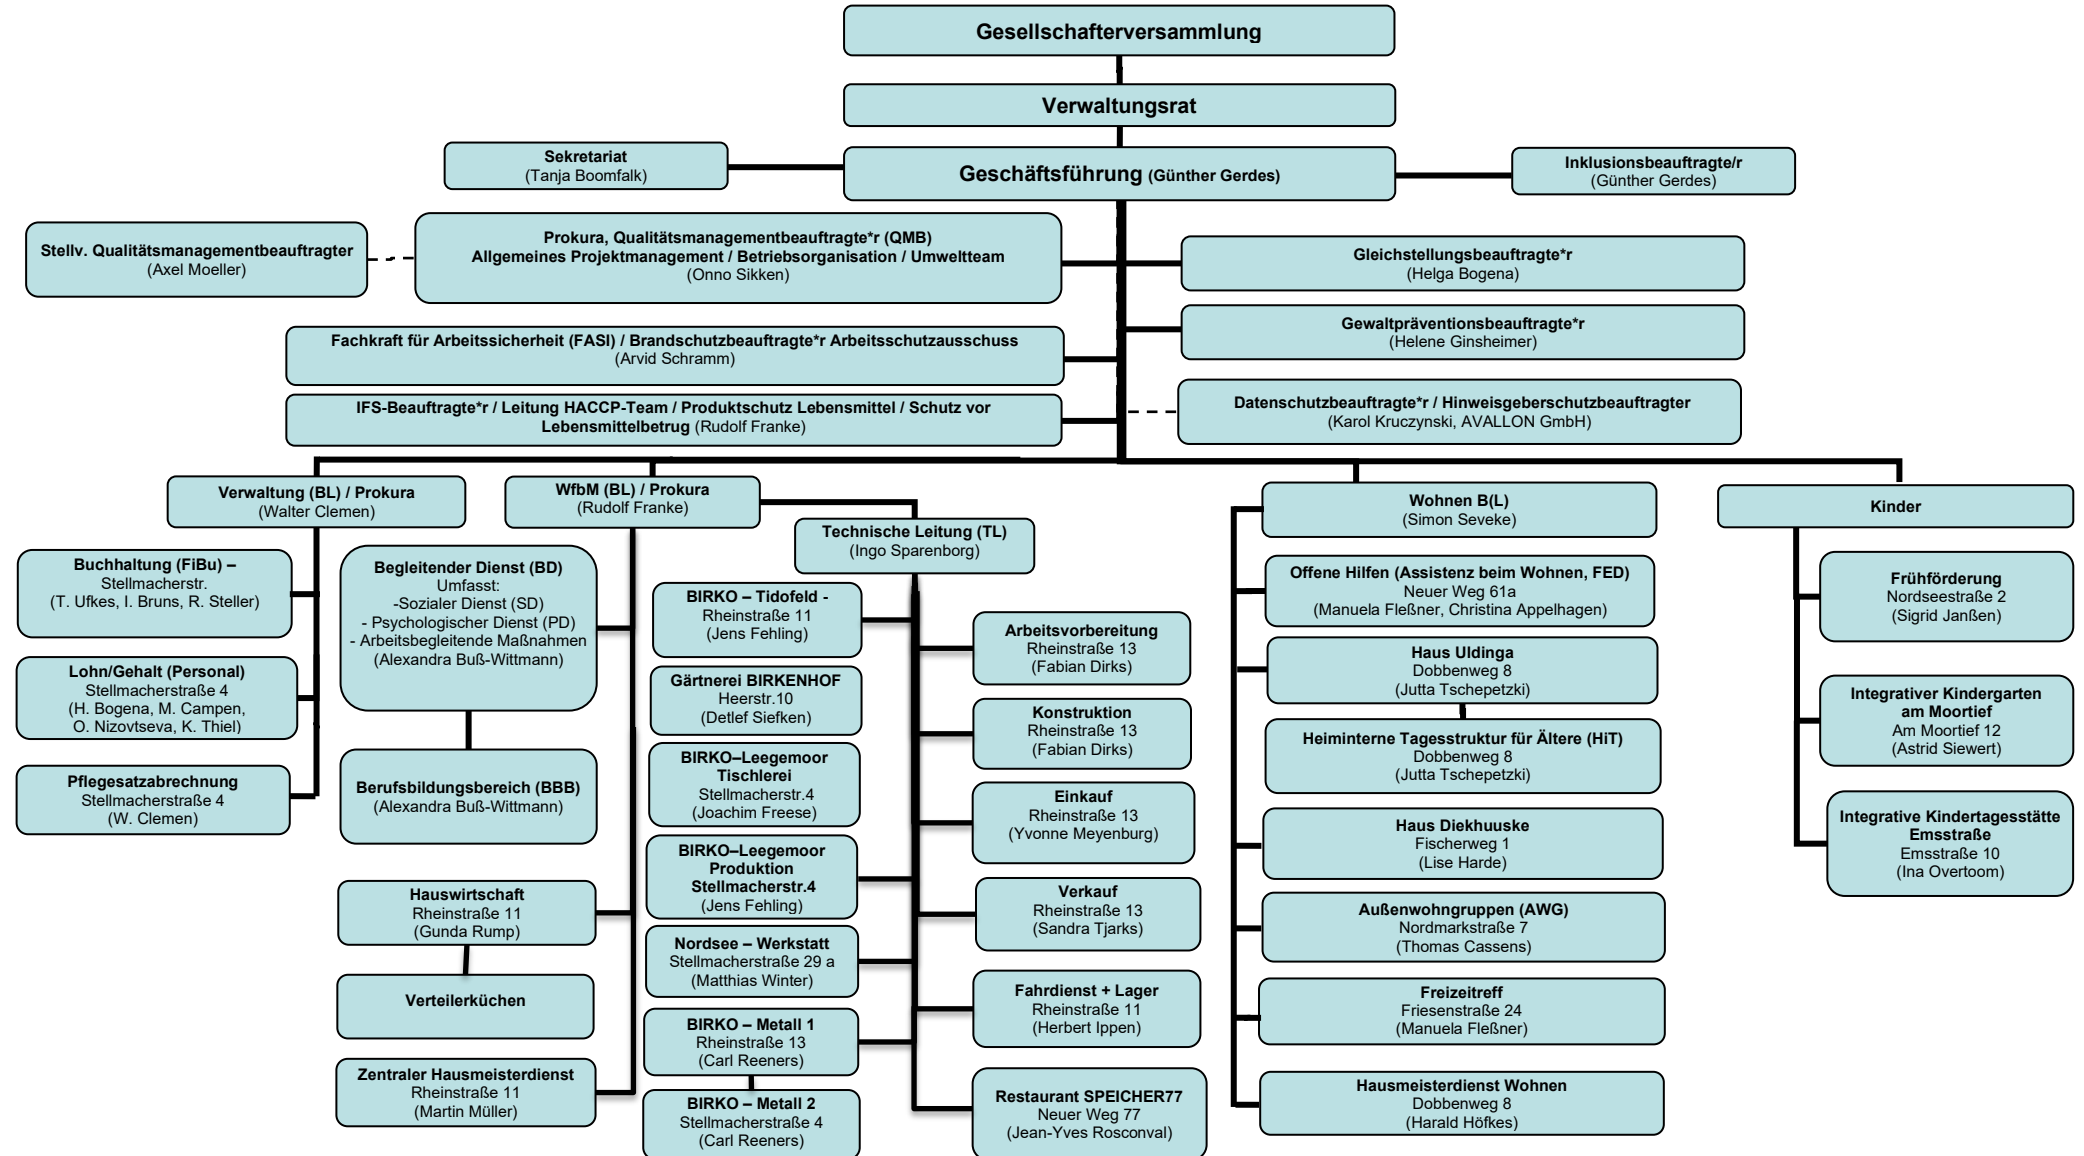 Gesellschafterversammlung
Verwaltungsrat
Sekretariat
(Tanja Boomfalk)
Geschäftsführung (Günther Gerdes)
Inklusionsbeauftragte/r
(Günther Gerdes)
Stellv. Qualitätsmanagementbeauftragter
(Axel Moeller)
Prokura, Qualitätsmanagementbeauftragte*r (QMB)
Allgemeines Projektmanagement / Betriebsorganisation / Umweltteam
(Onno Sikken)
Gleichstellungsbeauftragte*r
(Helga Bogena)
Gewaltpräventionsbeauftragte*r
(Helene Ginsheimer)
Fachkraft für Arbeitssicherheit (FASI) / Brandschutzbeauftragte*r Arbeitsschutzausschuss
(Arvid Schramm)
IFS-Beauftragte*r / Leitung HACCP-Team / Produktschutz Lebensmittel / Schutz vor
Lebensmittelbetrug (Rudolf Franke)
Datenschutzbeauftragte*r / Hinweisgeberschutzbeauftragter
(Karol Kruczynski, AVALLON GmbH)
Verwaltung (BL) / Prokura
(Walter Clemen)
Buchhaltung (FiBu) –
Stellmacherstr.
(T. Ufkes, I. Bruns, R. Steller)
Lohn/Gehalt (Personal)
Stellmacherstraße 4
(H. Bogena, M. Campen,
O. Nizovtseva, K. Thiel)
Pflegesatzabrechnung
Stellmacherstraße 4
(W. Clemen)
WfbM (BL) / Prokura
(Rudolf Franke)
Begleitender Dienst (BD)
Umfasst:
-Sozialer Dienst (SD)
- Psychologischer Dienst (PD)
- Arbeitsbegleitende Maßnahmen
(Alexandra Buß-Wittmann)
Berufsbildungsbereich (BBB)
(Alexandra Buß-Wittmann)
Hauswirtschaft
Rheinstraße 11
(Gunda Rump)
Verteilerküchen
Zentraler Hausmeisterdienst
Rheinstraße 11
(Martin Müller)
Technische Leitung (TL)
(Ingo Sparenborg)
BIRKO – Tidofeld -
Rheinstraße 11
(Jens Fehling)
Gärtnerei BIRKENHOF
Heerstr.10
(Detlef Siefken)
BIRKO–Leegemoor
Tischlerei
Stellmacherstr.4
(Joachim Freese)
BIRKO–Leegemoor
Produktion
Stellmacherstr.4
(Jens Fehling)
Nordsee – Werkstatt
Stellmacherstraße 29 a
(Matthias Winter)
BIRKO – Metall 1
Rheinstraße 13
(Carl Reeners)
BIRKO – Metall 2
Stellmacherstraße 4
(Carl Reeners)
Arbeitsvorbereitung
Rheinstraße 13
(Fabian Dirks)
Konstruktion
Rheinstraße 13
(Fabian Dirks)
Einkauf
Rheinstraße 13
(Yvonne Meyenburg)
Verkauf
Rheinstraße 13
(Sandra Tjarks)
Fahrdienst + Lager
Rheinstraße 11
(Herbert Ippen)
Restaurant SPEICHER77
Neuer Weg 77
(Jean-Yves Rosconval)
Wohnen B(L)
(Simon Seveke)
Offene Hilfen (Assistenz beim Wohnen, FED)
Neuer Weg 61a
(Manuela Fleßner, Christina Appelhagen)
Haus Uldinga
Dobbenweg 8
(Jutta Tschepetzki)
Heiminterne Tagesstruktur für Ältere (HiT)
Dobbenweg 8
(Jutta Tschepetzki)
Haus Diekhuuske
Fischerweg 1
(Lise Harde)
Außenwohngruppen (AWG)
Nordmarkstraße 7
(Thomas Cassens)
Freizeitreff
Friesenstraße 24
(Manuela Fleßner)
Hausmeisterdienst Wohnen
Dobbenweg 8
(Harald Höfkes)
Kinder
Frühförderung
Nordseestraße 2
(Sigrid Janßen)
Integrativer Kindergarten
am Moortief
Am Moortief 12
(Astrid Siewert)
Integrative Kindertagesstätte
Emsstraße
Emsstraße 10
(Ina Overtoom)